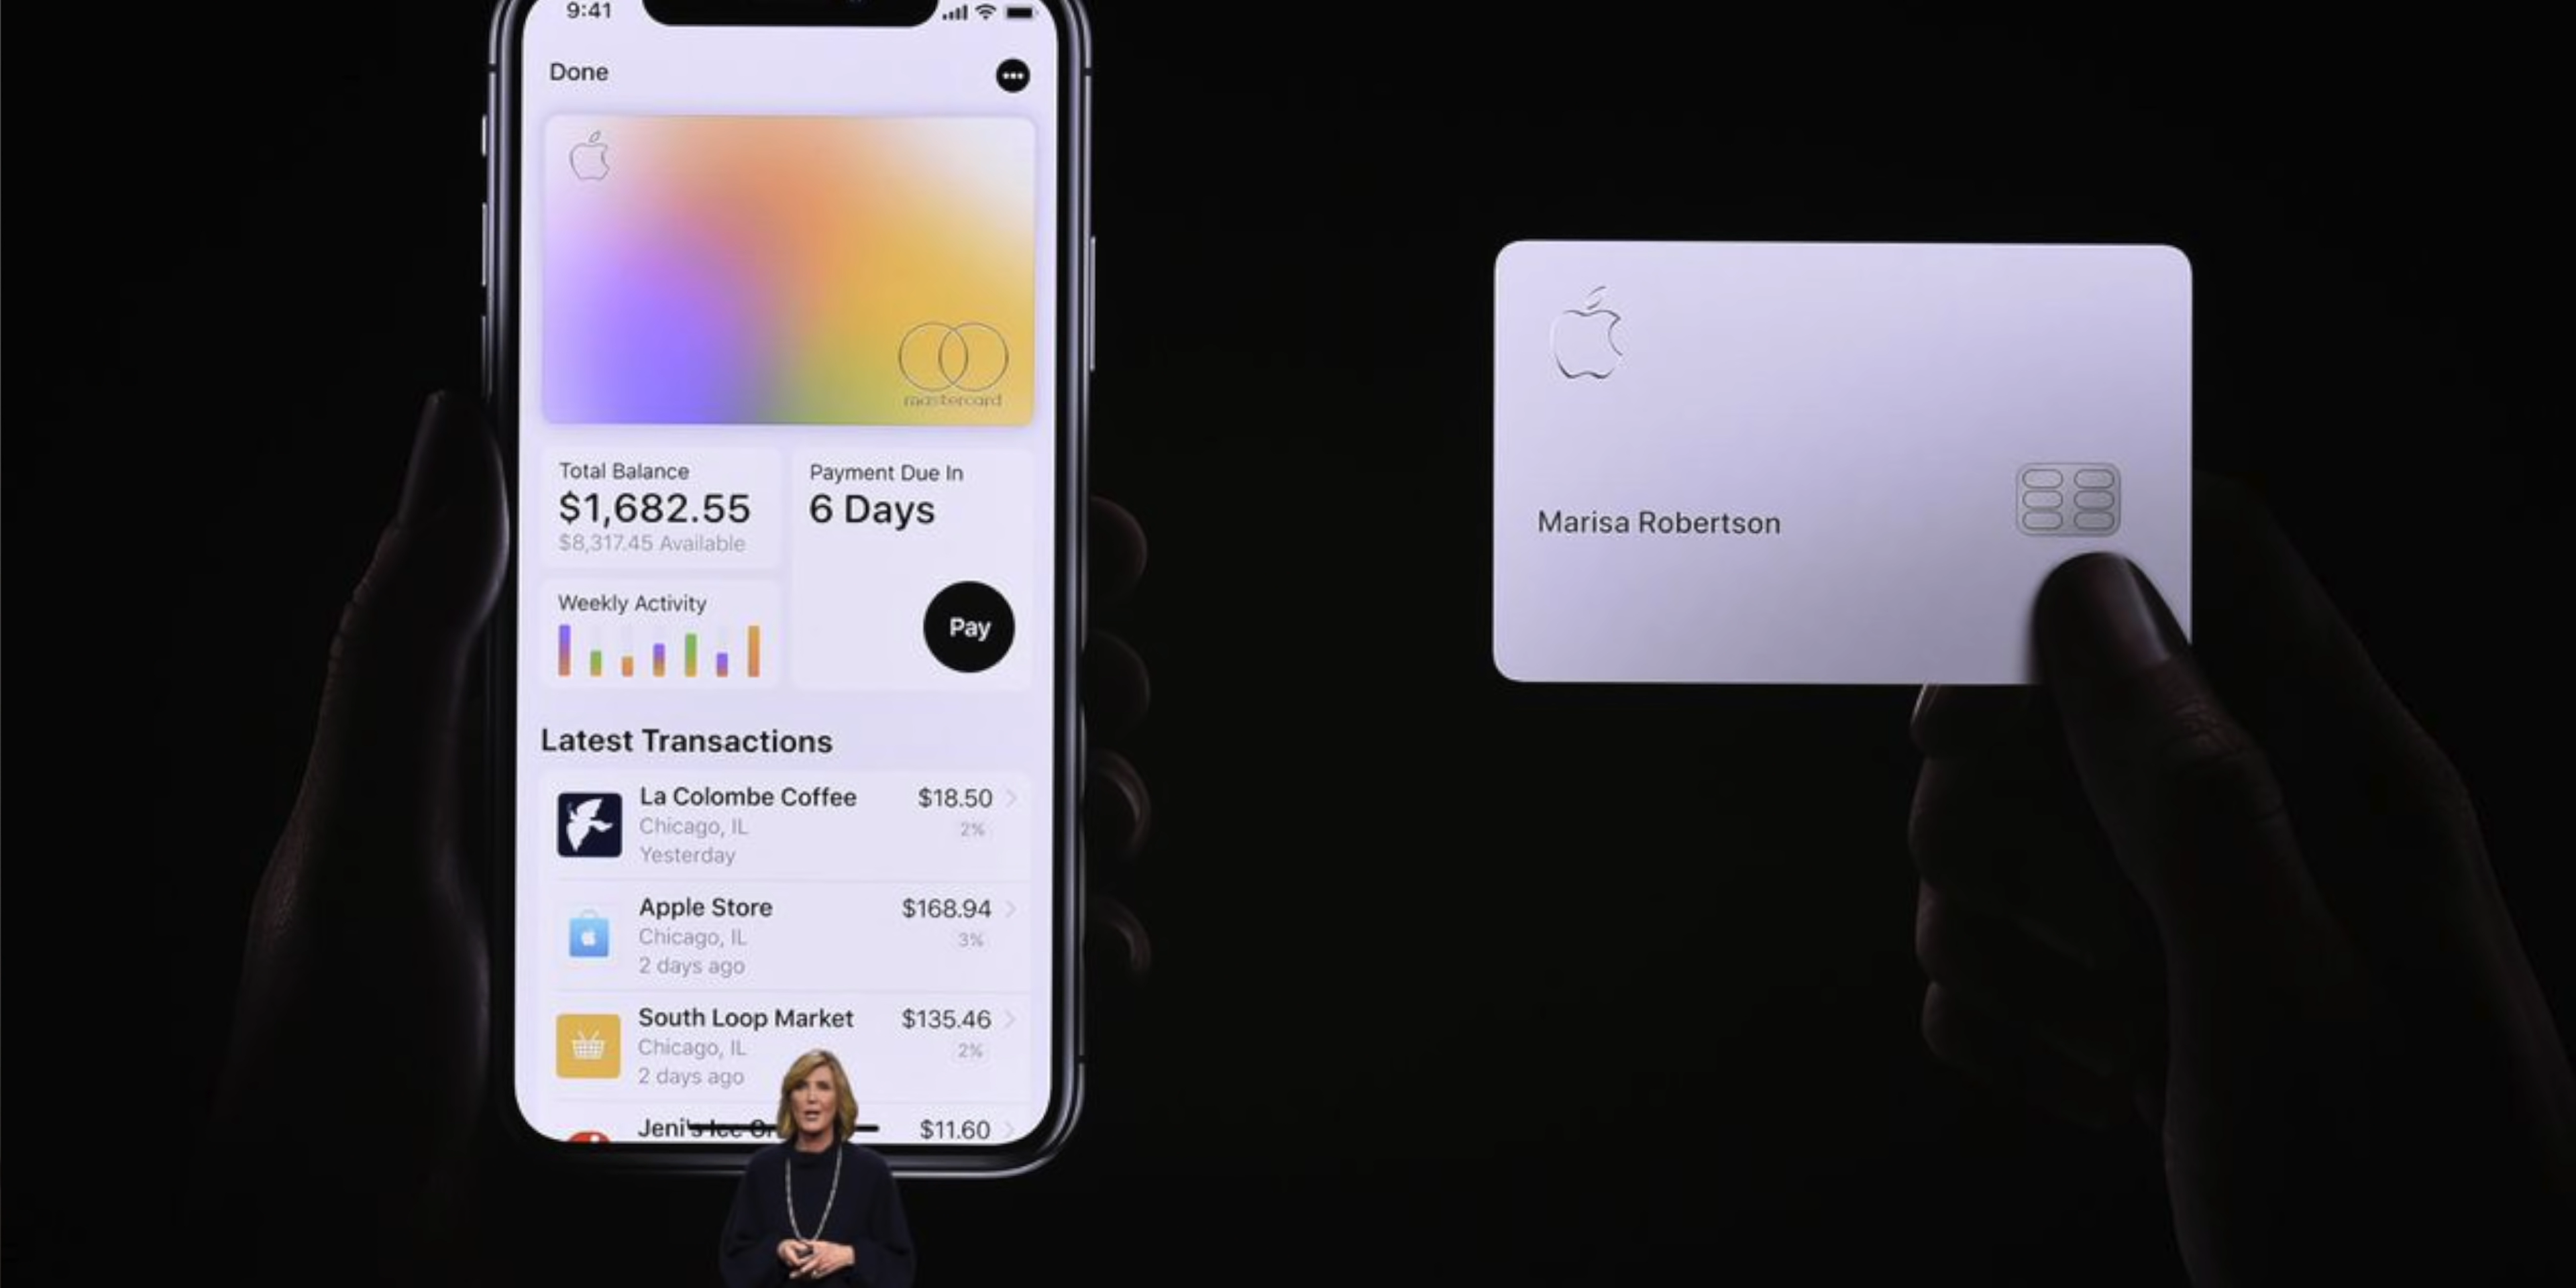 9:41
Done
mastercard
Total Balance
$1,682.55
$8,317.45 Available
Payment Due In
6 Days
Weekly Activity
Pay
Latest Transactions
La Colombe Coffee
$18.50
Chicago, IL
2%
Yesterday
Apple Store
$168.94
Chicago, IL
3%
2 days ago
South Loop Market
$135.46
Chicago, IL
2%
2 days ago
Jeni's Ice
$11.60
Marisa Robertson